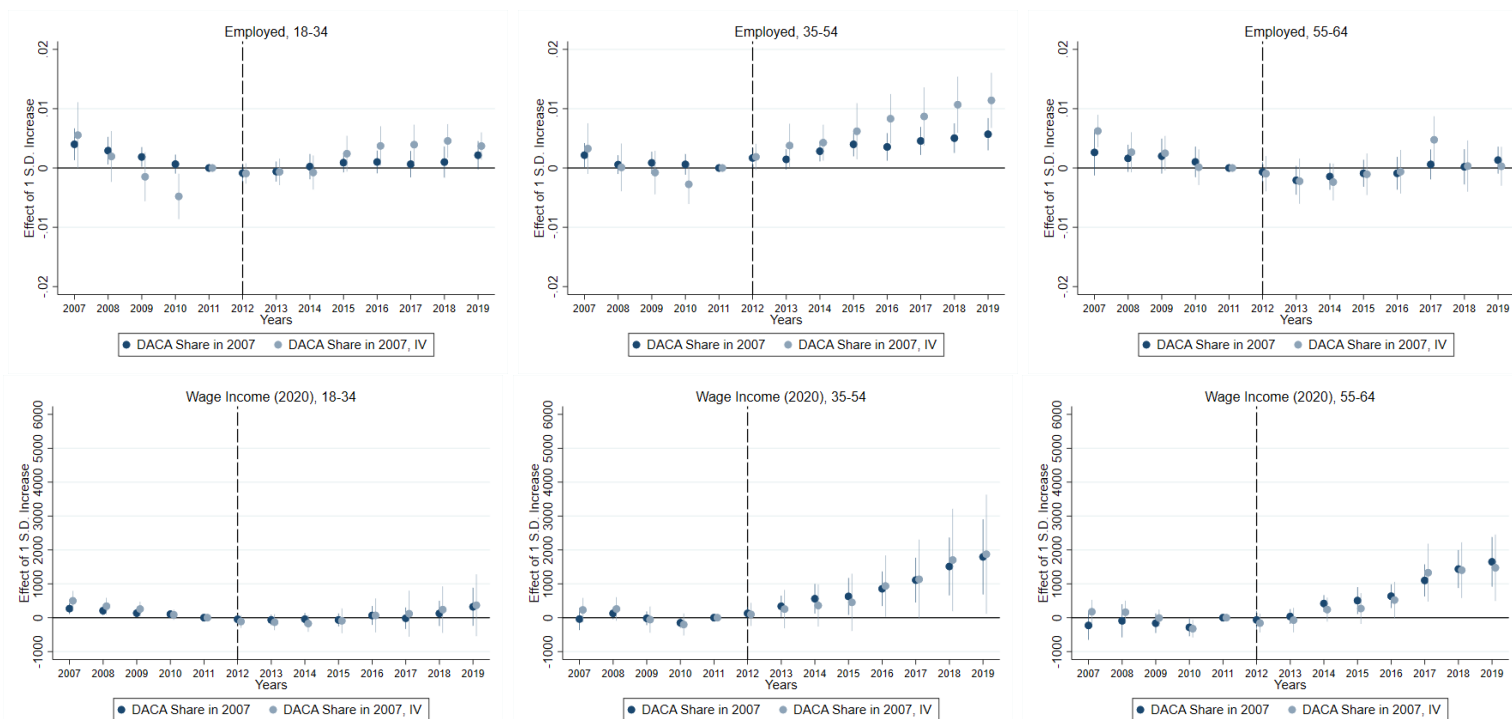 Employed, 18-34
Effect of 1 S.D. Increase
.02
.01
0
-.01
-.02
2007 2008 2009 2010 2011 2012 2013 2014 2015 2016 2017 2018 2019
Years
DACA Share in 2007 DACA Share in 2007, IV
Employed, 35-54
Effect of 1 S.D. Increase
.02
.01
0
-.01
-.02
2007 2008 2009 2010 2011 2012 2013 2014 2015 2016 2017 2018 2019
Years
DACA Share in 2007 DACA Share in 2007, IV
Employed, 55-64
Effect of 1 S.D. Increase
.02
.01
0
-.01
-.02
2007 2008 2009 2010 2011 2012 2013 2014 2015 2016 2017 2018 2019
Years
DACA Share in 2007 DACA Share in 2007, IV
Wage Income (2020), 18-34
Effect of 1 S.D. Increase
6000
5000
4000
3000
2000
1000
0
-1000
2007 2008 2009 2010 2011 2012 2013 2014 2015 2016 2017 2018 2019
Years
DACA Share in 2007 DACA Share in 2007, IV
Wage Income (2020), 35-54
Effect of 1 S.D. Increase
6000
5000
4000
3000
2000
1000
0
-1000
2007 2008 2009 2010 2011 2012 2013 2014 2015 2016 2017 2018 2019
Years
DACA Share in 2007 DACA Share in 2007, IV
Wage Income (2020), 55-64
Effect of 1 S.D. Increase
6000
5000
4000
3000
2000
1000
0
-1000
2007 2008 2009 2010 2011 2012 2013 2014 2015 2016 2017 2018 2019
Years
DACA Share in 2007 DACA Share in 2007, IV